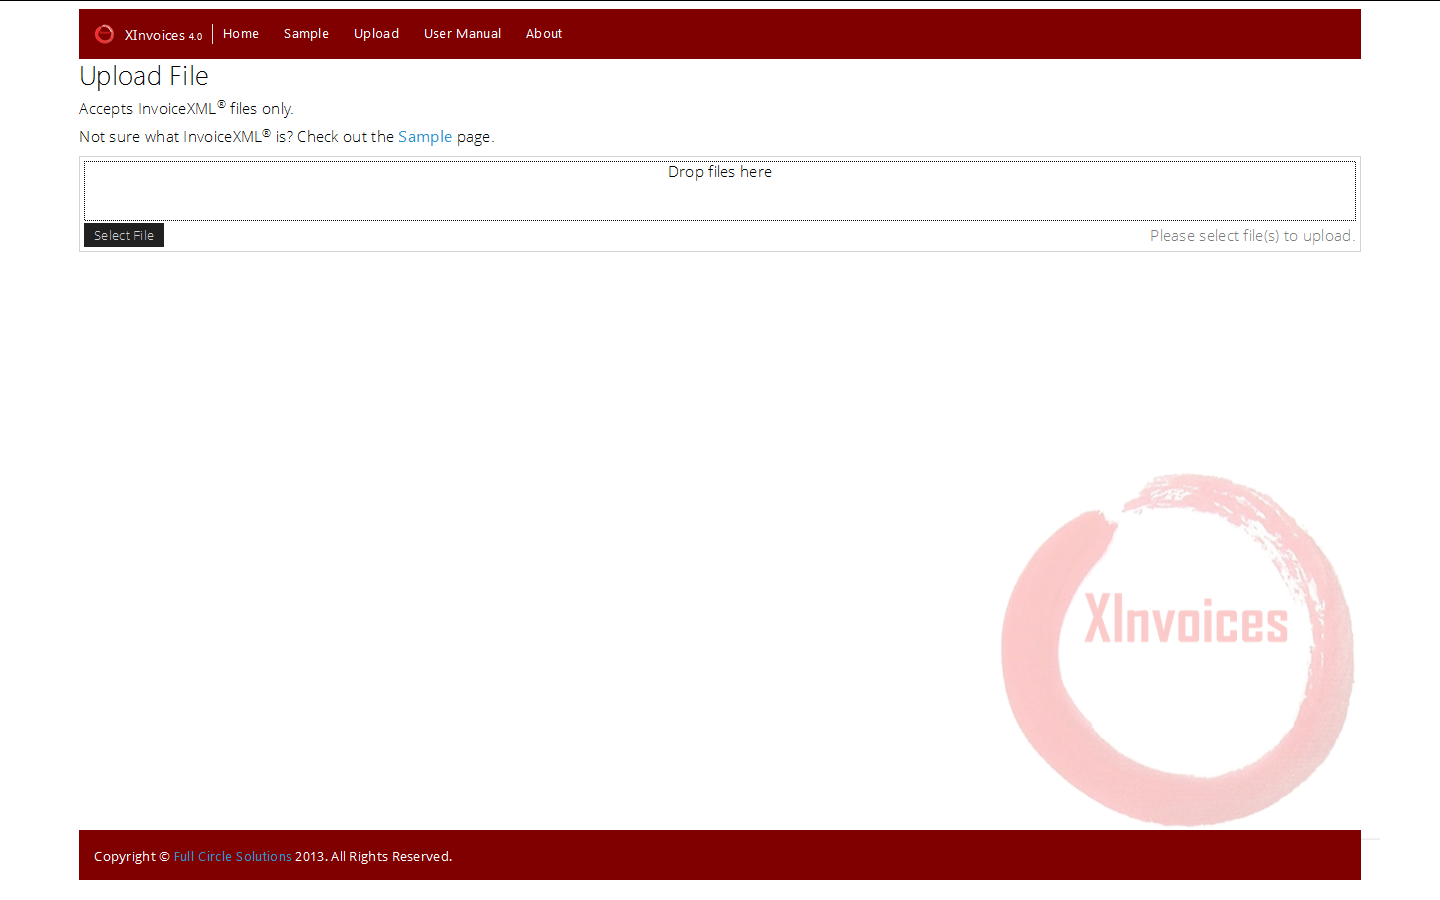 XInvoices 4.0 Home Sample Upload User Manual About
Upload File
Accepts InvoiceXML® files only.
Not sure what InvoiceXML® is? Check out the Sample page.
Drop files here
Select File
Please select file(s) to upload.
XInvoices
Copyright © Full Circle Solutions 2013. All Rights Reserved.